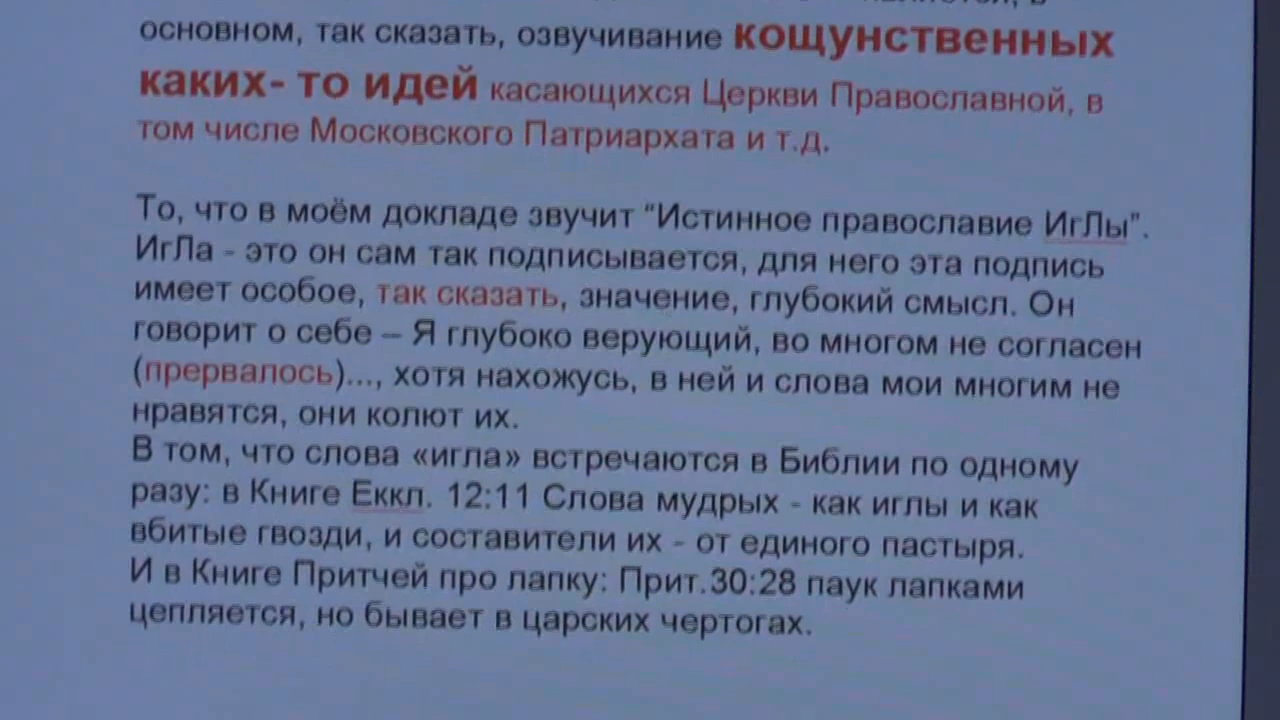 основном, так сказать, озвучивание кощунственных
каких- то идей касающихся Церкви Православной, в
том числе Московского Патриархата и т.д.
То, что в моём докладе звучит “Истинное православие ИгЛы”.
ИгЛа - это он сам так подписывается, для него эта подпись
имеет особое, так сказать, значение, глубокий смысл. Он
говорит о себе – Я глубоко верующий, во многом не согласен
(прервалось)..., хотя нахожусь, в ней и слова мои многим не
нравятся, они колют их.
В том, что слова «игла» встречаются в Библии по одному
разу: в Книге Еккл. 12:11 Слова мудрых - как иглы и как
вбитые гвозди, и составители их - от единого пастыря.
И в Книге Притчей про лапку: Прит.30:28 паук лапками
цепляется, но бывает в царских чертогах.